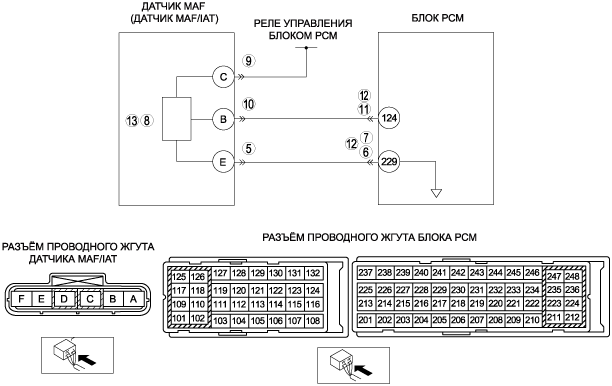 ДАТЧИК MAF
(ДАТЧИК MAF/IAT)
РЕЛЕ УПРАВЛЕНИЯ
БЛОКОМ PCM
БЛОК PCM
C
9
13 8
B
10
12
11
124
E
5
12
7
6
229
РАЗЪЁМ ПРОВОДНОГО ЖГУТА
ДАТЧИКА MAF/IAT
F E D C B A
РАЗЪЁМ ПРОВОДНОГО ЖГУТА БЛОКА PCM
125 126 127 128 129 130 131 132
117 118 119 120 121 122 123 124
109 110 111 112 113 114 115 116
101 102 103 104 105 106 107 108
237 238 239 240 241 242 243 244 245 246 247 248
225 226 227 228 229 230 231 232 233 234 235 236
213 214 215 216 217 218 219 220 221 222 223 224
201 202 203 204 205 206 207 208 209 210 211 212